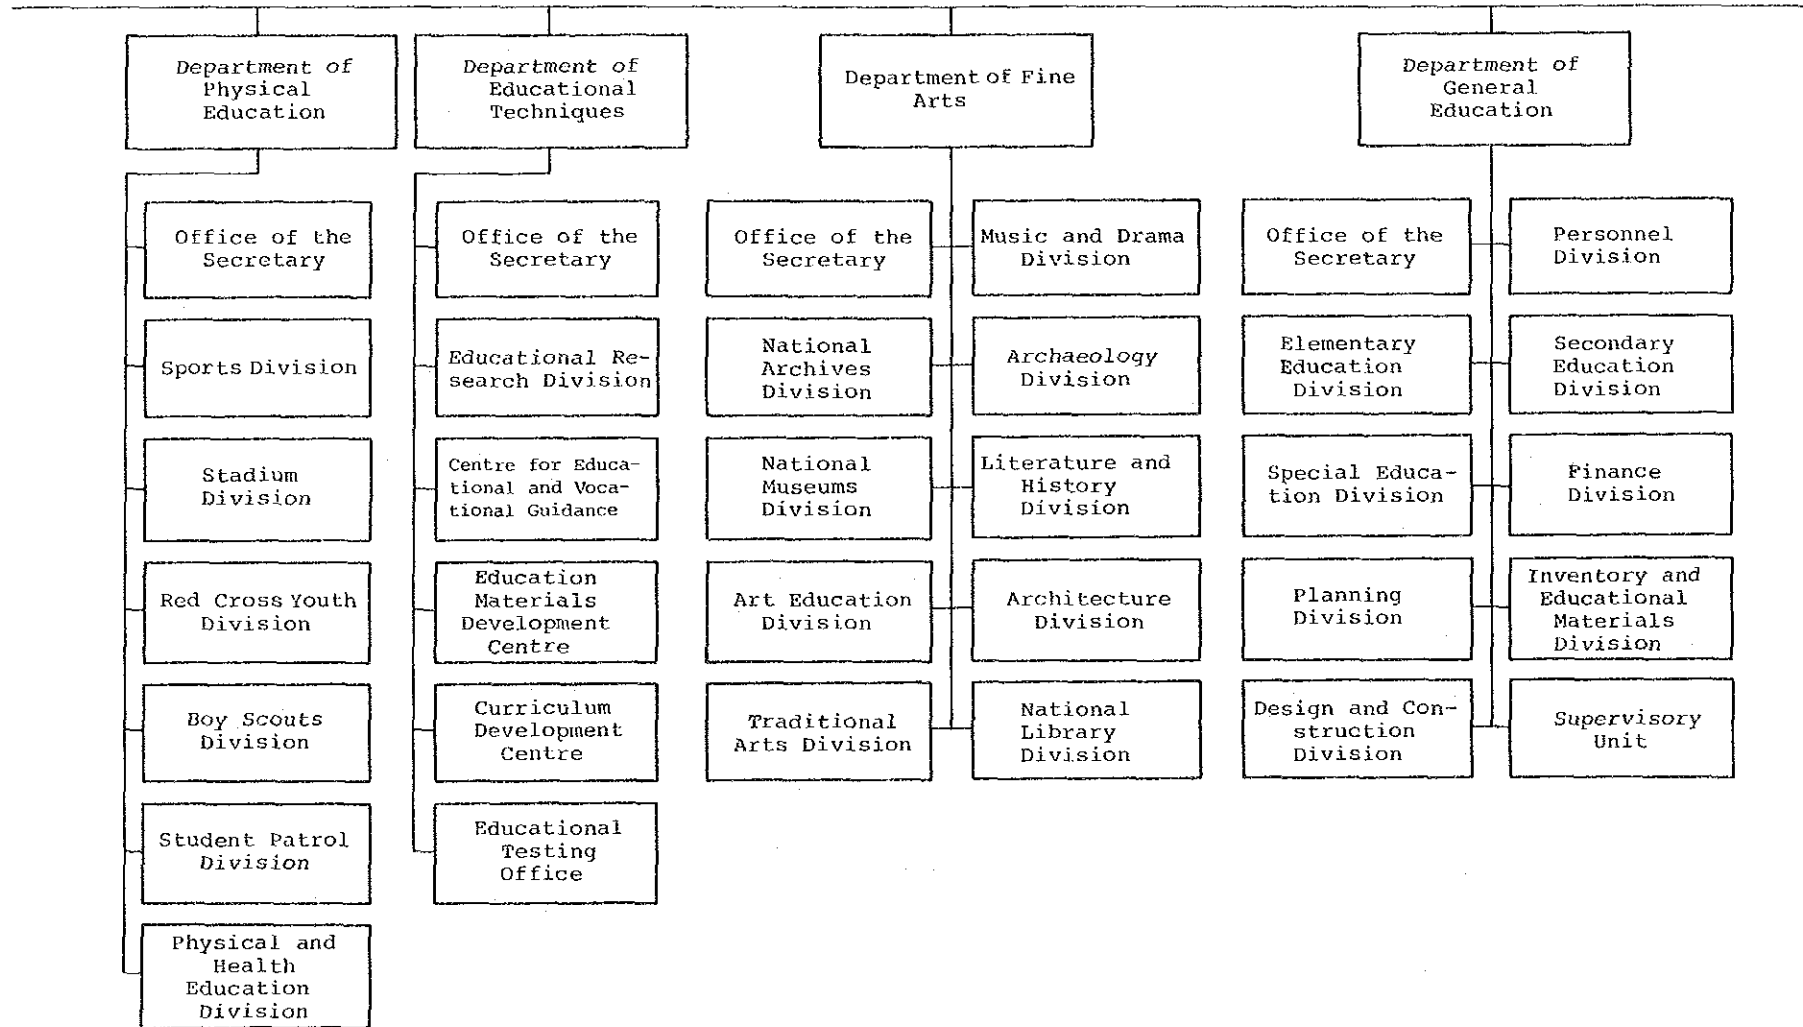 Department of
Physical
Education
Department of
Educational
Techniques
Department of Fine
Arts
Department of
General
Education
Office of the
Secretary
Sports Division
Stadium
Division
Red Cross Youth
Division
Boy Scouts
Division
Student Patrol
Division
Physical and
Health
Education
Division
Office of the
Secretary
Educational Re-
search Division
Centre for Educa-
tional and Voca-
tional Guidance
Education
Materials
Development
Centre
Curriculum
Development
Centre
Educational
Testing
Office
Office of the
Secretary
National
Archives
Division
National
Museums
Division
Art Education
Division
Traditional
Arts Division
Music and Drama
Division
Archaeology
Division
Literature and
History
Division
Architecture
Division
National
Library
Division
Office of the
Secretary
Elementary
Education
Division
Special Educa-
tion Division
Planning
Division
Design and Con-
struction
Division
Personnel
Division
Secondary
Education
Division
Finance
Division
Inventory and
Educational
Materials
Division
Supervisory
Unit